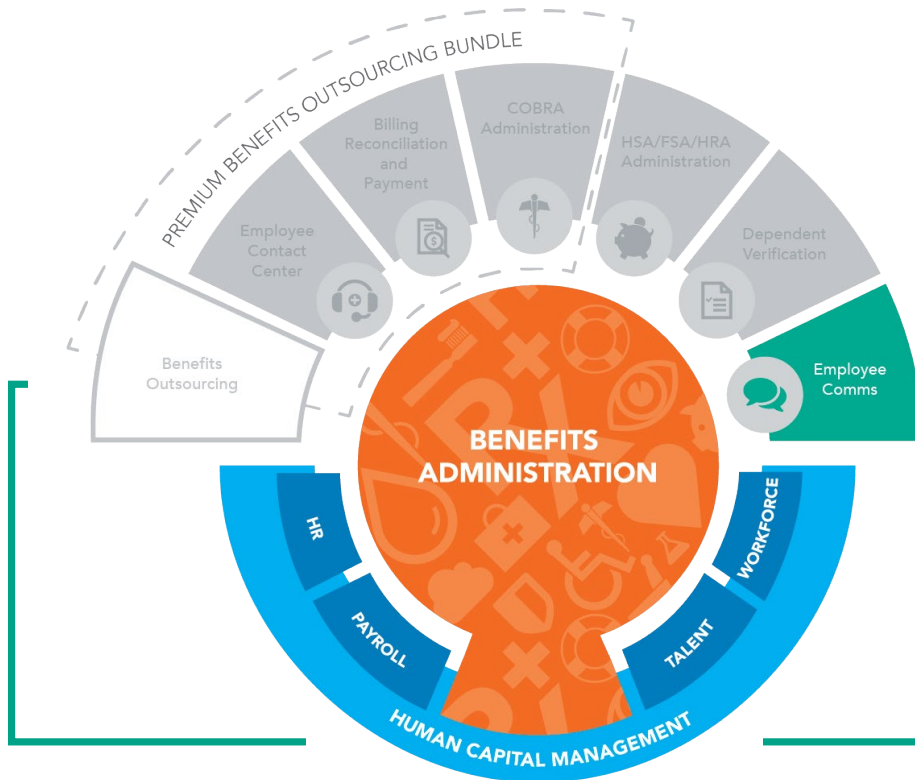 PREMIUM BENEFITS OUTSOURCING BUNDLE
Benefits
Outsourcing
Employee
Contact
Center
Billing
Reconciliation
and
Payment
COBRA
Administration
HSA/FSA/HRA
Administration
Dependent
Verification
Employee
Comms
BENEFITS
ADMINISTRATION
HR
PAYROLL
TALENT
WORKFORCE
HUMAN CAPITAL MANAGEMENT